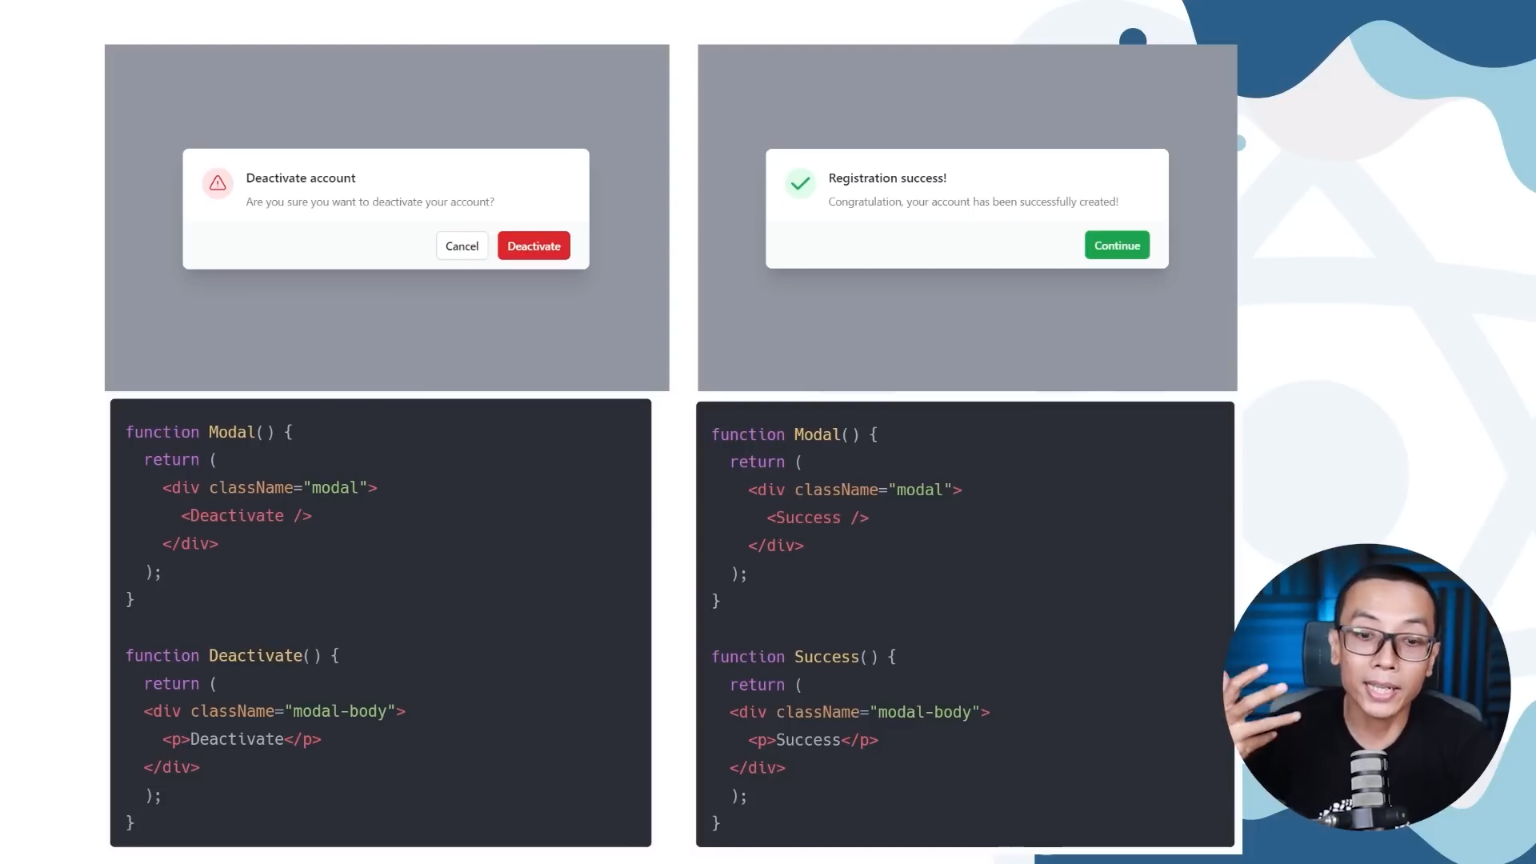 Deactivate account
Are you sure you want to deactivate your account?
Cancel
Deactivate
Registration success!
Congratulation, your account has been successfully created!
Continue
function Modal() {
  return (
    <div className="modal">
      <Deactivate />
    </div>
  );
}
function Deactivate() {
  return (
  <div className="modal-body">
    <p>Deactivate</p>
  </div>
  );
}
function Modal() {
  return (
    <div className="modal">
      <Success />
    </div>
  );
}
function Success() {
  return (
  <div className="modal-body">
    <p>Success</p>
  </div>
  );
}